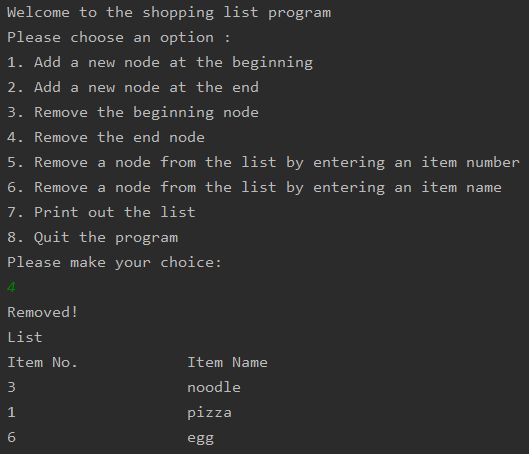 Welcome to the shopping list program
Please choose an option :
1. Add a new node at the beginning
2. Add a new node at the end
3. Remove the beginning node
4. Remove the end node
5. Remove a node from the list by entering an item number
6. Remove a node from the list by entering an item name
7. Print out the list
8. Quit the program
Please make your choice:
4
Removed!
List
Item No.            Item Name
3                   noodle
1                   pizza
6                   egg